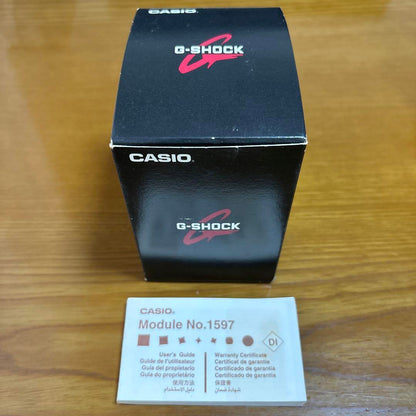 CASIO
G-SHOCK
CASIO
G-SHOCK
CASIO
Module No.1597
DI
User's Guide
Guide de l'utilisateur
Guía del propietario
Guia do proprietário
使用方法
دليل الاستخدام
Warranty Certificate
Certificat de garantie
Certificado de garantía
Certificado de garantia
保證書
شهادة ضمان